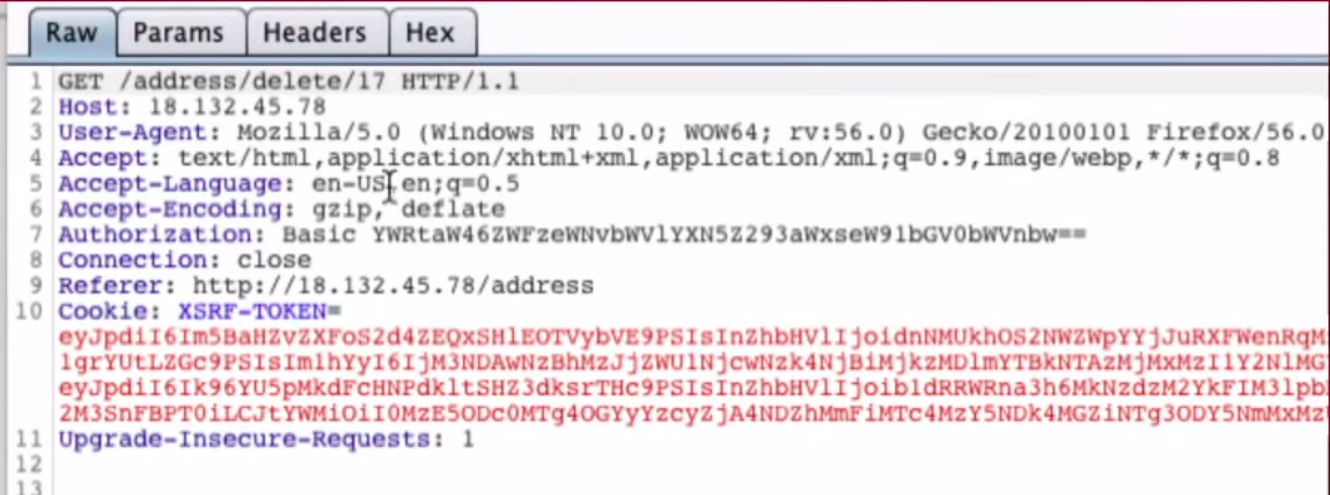 Raw Params Headers Hex
1 GET /address/delete/17 HTTP/1.1
2 Host: 18.132.45.78
3 User-Agent: Mozilla/5.0 (Windows NT 10.0; WOW64; rv:56.0) Gecko/20100101 Firefox/56.0
4 Accept: text/html,application/xhtml+xml,application/xml;q=0.9,image/webp,*/*;q=0.8
5 Accept-Language: en-US,en;q=0.5
6 Accept-Encoding: gzip, deflate
7 Authorization: Basic YWRtaW46ZWFzeWNvbWVlYXN5Z293aWxseW91bGV0bWVnbw==
8 Connection: close
9 Referer: http://18.132.45.78/address
10 Cookie: XSRF-TOKEN=
11 Upgrade-Insecure-Requests: 1
12
13